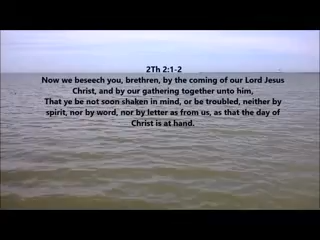 2Th 2:1-2
Now we beseech you, brethren, by the coming of our Lord Jesus
Christ, and by our gathering together unto him,
That ye be not soon shaken in mind, or be troubled, neither by
spirit, nor by word, nor by letter as from us, as that the day of
Christ is at hand.